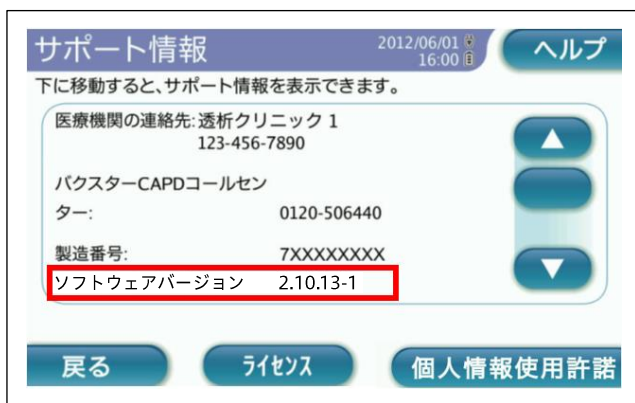 サポート情報
2012/06/01
16:00
ヘルプ
下に移動すると、サポート情報を表示できます。
医療機関の連絡先: 透析クリニック 1
123-456-7890
バクスターCAPDコールセン
ター: 0120-506440
製造番号: 7XXXXXXXX
ソフトウェアバージョン 2.10.13-1
戻る
ライセンス
個人情報使用許諾